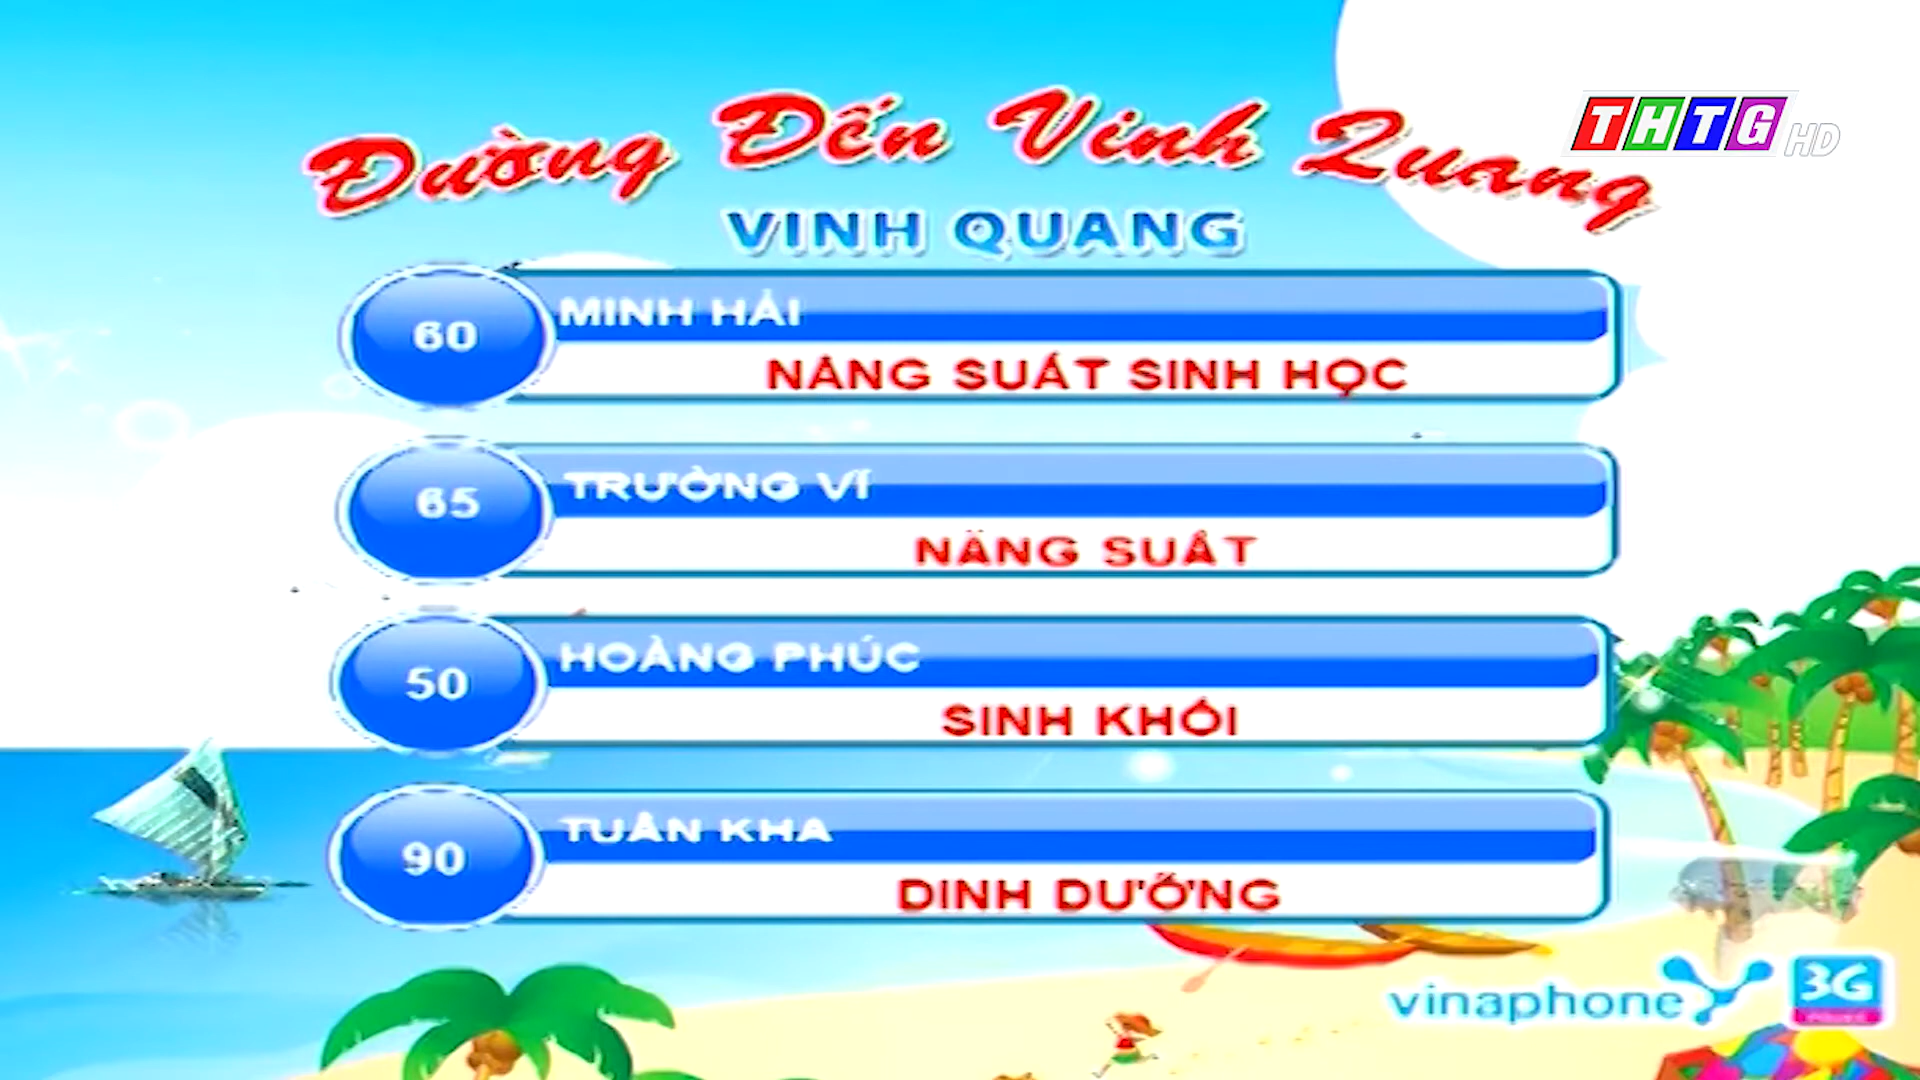 Đường Đến Vinh Quang
THTG HD
VINH QUANG
60
MINH HẢI
NĂNG SUẤT SINH HỌC
65
TRƯỜNG VĨ
NĂNG SUẤT
50
HOÀNG PHÚC
SINH KHỐI
90
TUẤN KHA
DINH DƯỠNG
vinaphone
3G